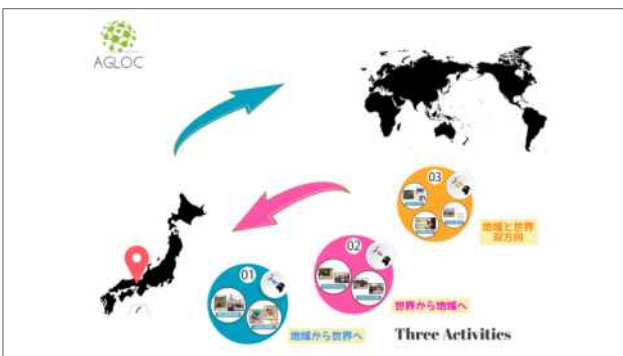 AGLOC
03
地域と世界
双方向
02
世界から地域へ
01
地域から世界へ
Three Activities